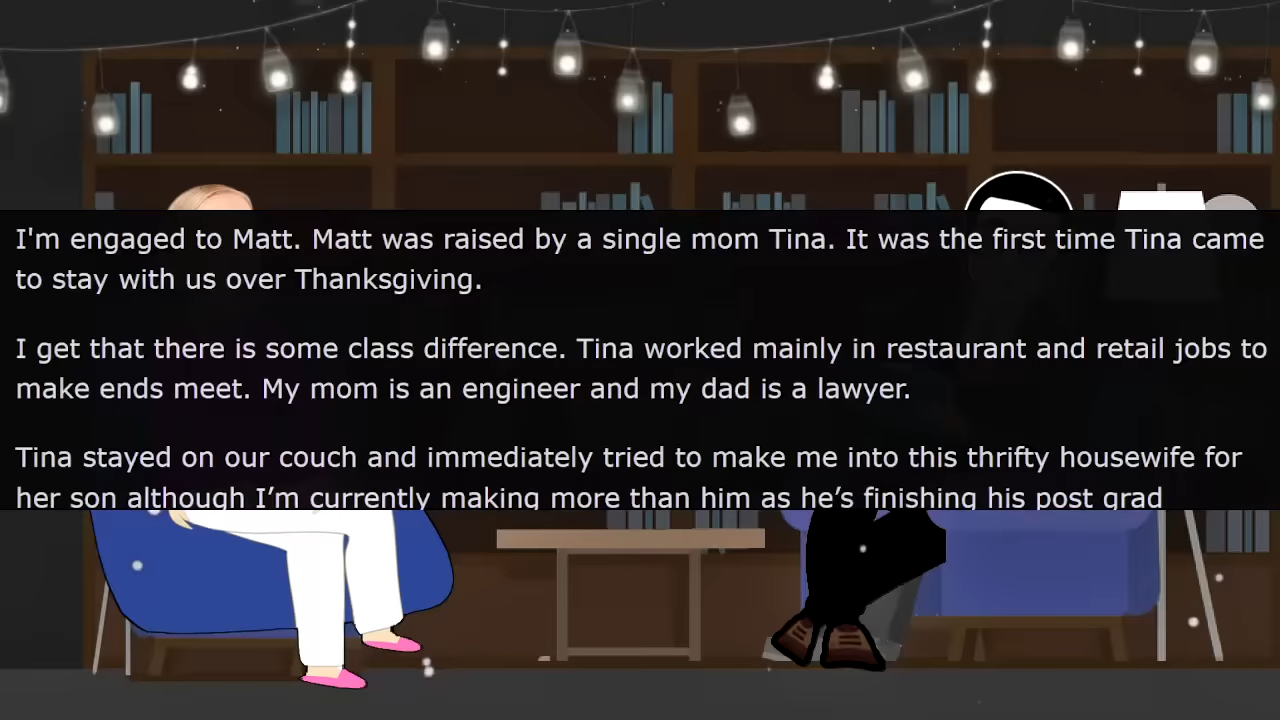 I'm engaged to Matt. Matt was raised by a single mom Tina. It was the first time Tina came
to stay with us over Thanksgiving.
I get that there is some class difference. Tina worked mainly in restaurant and retail jobs to
make ends meet. My mom is an engineer and my dad is a lawyer.
Tina stayed on our couch and immediately tried to make me into this thrifty housewife for
her son although I’m currently making more than him as he’s finishing his post grad